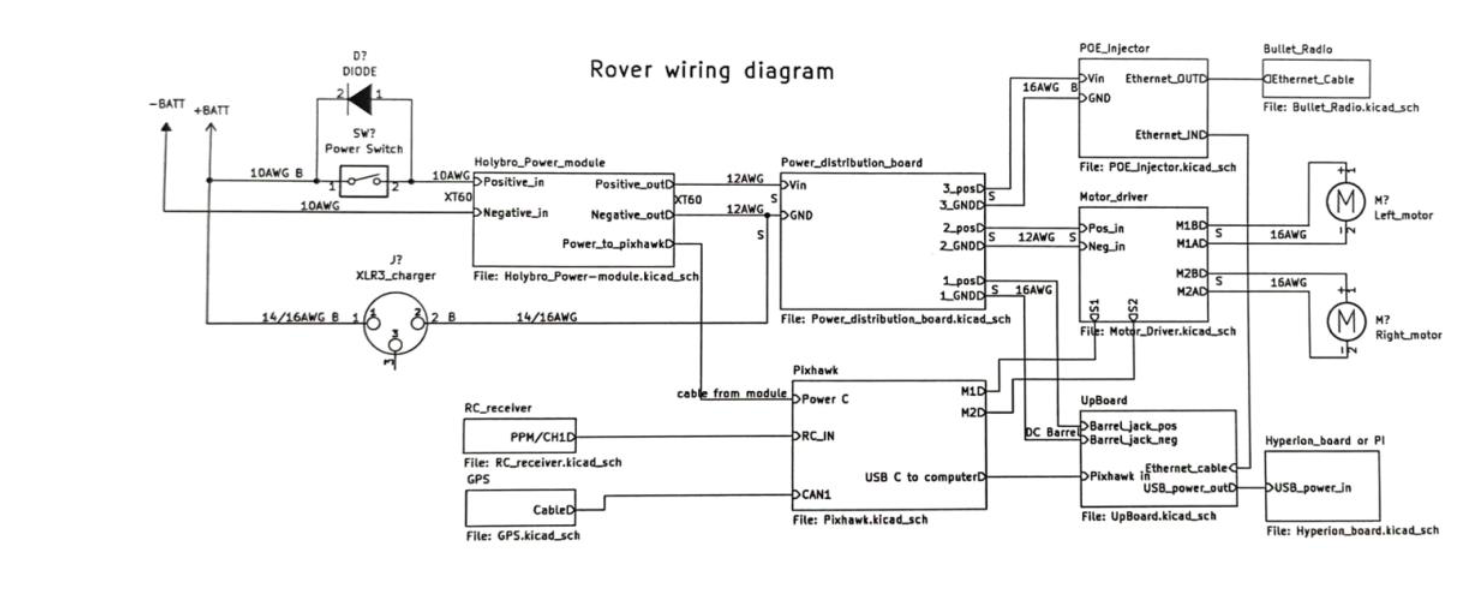 Rover wiring diagram
D?
DIODE
2 1
-BATT
+BATT
SW?
Power Switch
10AWG B
1 2
10AWG
10AWG
XT60
Holybro_Power_module
Positive_in
Negative_in
Positive_out
Negative_out
Power_to_pixhawk
File: Holybro_Power-module.kicad_sch
XT60
12AWG
S
12AWG
S
J?
XLR3_charger
14/16AWG B 1
1
2
3
3
2 B
14/16AWG
Power_distribution_board
Vin
GND
3_pos
3_GND
2_pos
2_GND
1_pos
1_GND
File: Power_distribution_board.kicad_sch
S
S 12AWG S
S 16AWG
16AWG B
POE_Injector
Vin
GND
Ethernet_OUT
Ethernet_IN
File: POE_Injector.kicad_sch
Bullet_Radio
Ethernet_Cable
File: Bullet_Radio.kicad_sch
Motor_driver
Pos_in
Neg_in
M1B
M1A
M2B
M2A
S1
S2
File: Motor_Driver.kicad_sch
S
16AWG
S
16AWG
+ 1
M
- 2
M?
Left_motor
+ 1
M
- 2
M?
Right_motor
cable from module
Pixhawk
Power C
RC_IN
CAN1
M1
M2
USB C to computer
File: Pixhawk.kicad_sch
RC_receiver
PPM/CH1
File: RC_receiver.kicad_sch
GPS
Cable
File: GPS.kicad_sch
DC Barrel
UpBoard
Barrel_jack_pos
Barrel_jack_neg
Pixhawk in
Ethernet_cable
USB_power_out
File: UpBoard.kicad_sch
Hyperion_board or PI
USB_power_in
File: Hyperion_board.kicad_sch